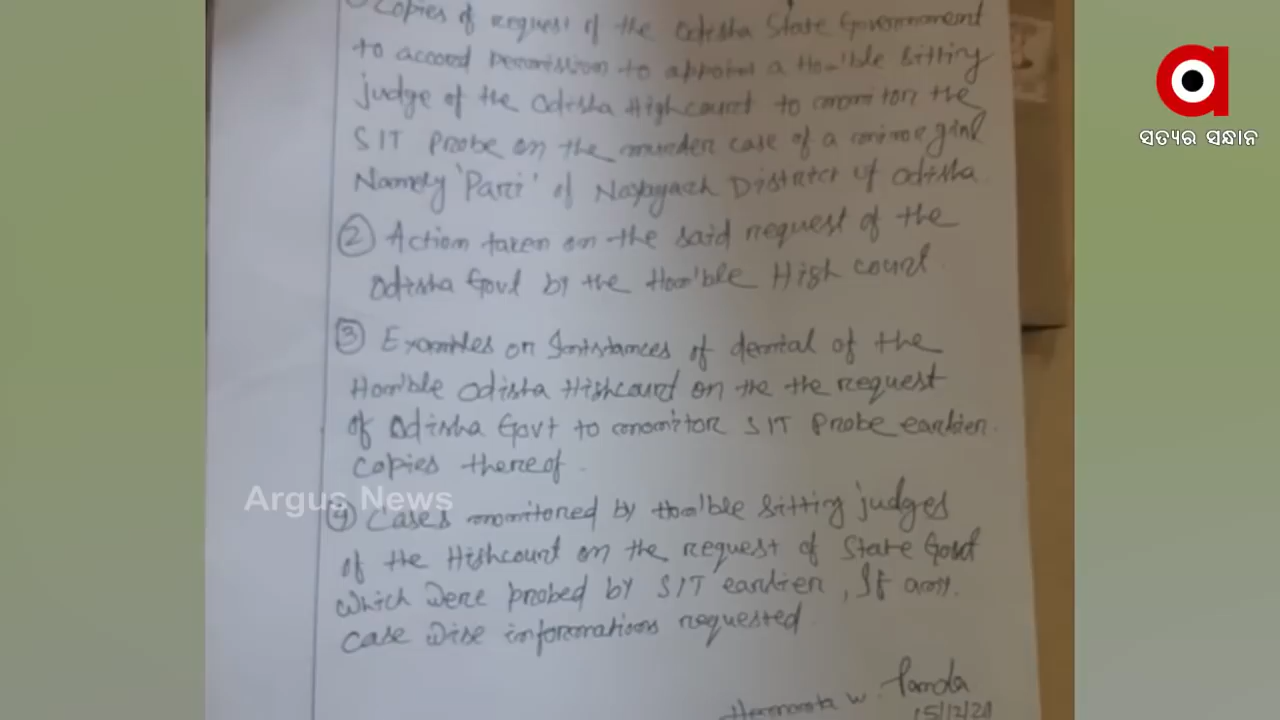 Copies of request of the Odisha State Government
to accord permission to appoint a Hon'ble sitting
judge of the Odisha Highcourt to monitor the
SIT Probe on the murder case of a minor girl
Namely 'Parri' of Nayagarh District of Odisha
② Action taken on the said request of the
Odisha Govt by the Hon'ble High court
③ Examples or Instances of denial of the
Hon'ble Odisha Highcourt on the the request
of Odisha Govt to monitor SIT Probe earlier.
copies thereof.
④ Cases monitored by Hon'ble sitting judges
of the Highcourt on the request of State Govt
which were probed by SIT earlier, If any.
case wise informations requested
Panda
15/12/20
Argus News
ସତ୍ୟର ସନ୍ଧାନ